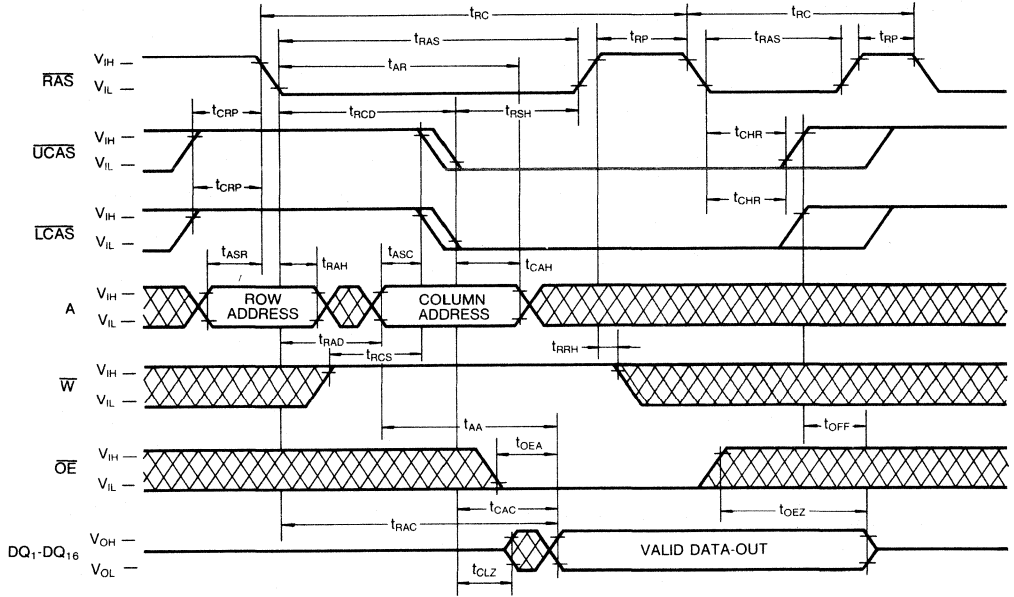 tRC tRC
tRAS tRP tRAS tRP
RAS VIH tAR
VIL
tCRP tRCD tRSH
UCAS VIH tCHR
VIL
tCRP
LCAS VIH tCHR
VIL
tASR tRAH tASC tCAH
A VIH ROW ADDRESS COLUMN ADDRESS
VIL
tRAD tRCS tRRH
W VIH
VIL
tAA tOFF
tOEA
OE VIH
VIL
tCAC tOEZ
tRAC
DQ1-DQ16 VOH VALID DATA-OUT
VOL
tCLZ